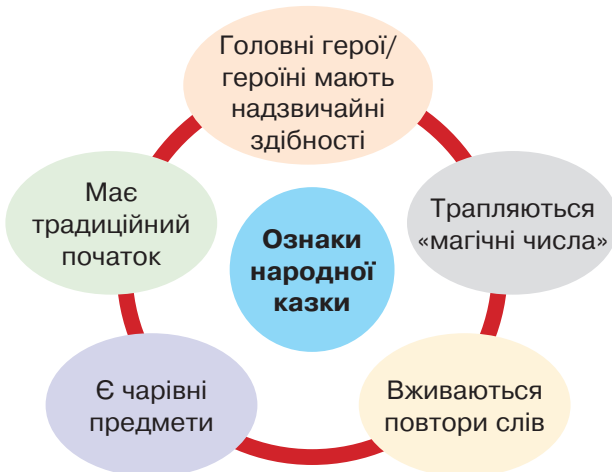 Головні герої/
героїні мають
надзвичайні
здібності
Має
традиційний
початок
Трапляються
«магічні числа»
Ознаки
народної
казки
Є чарівні
предмети
Вживаються
повтори слів